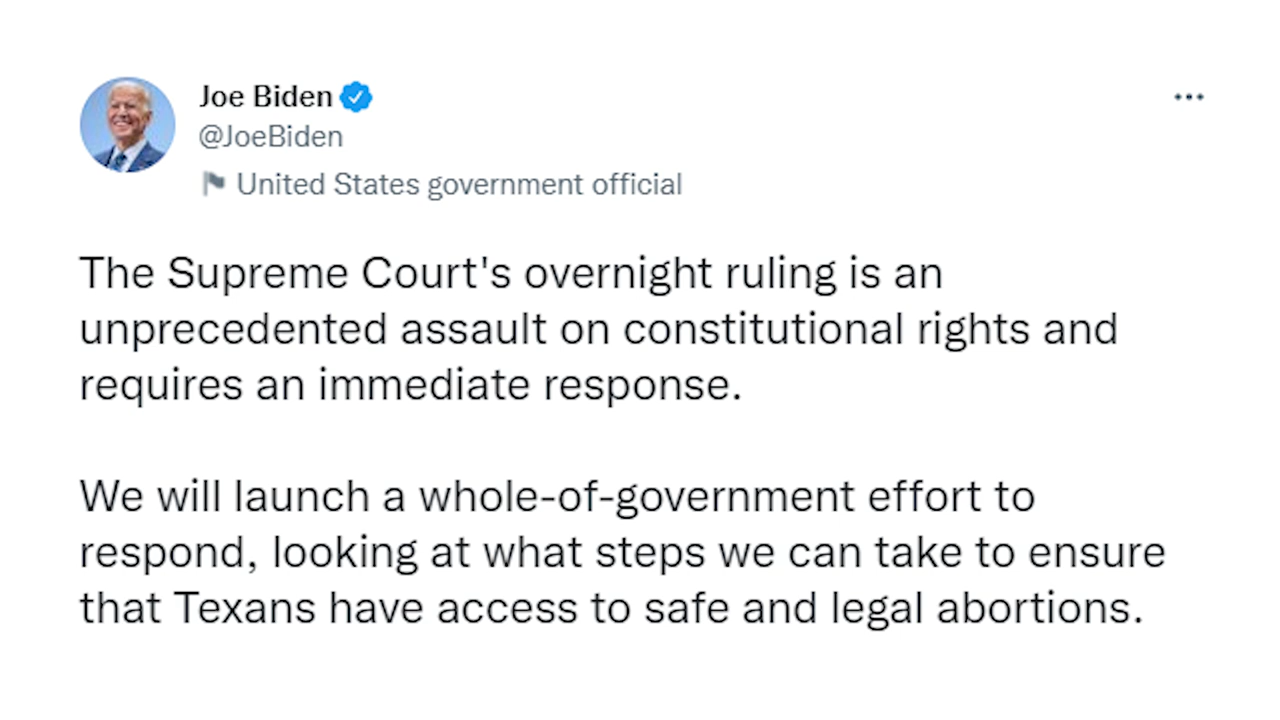 Joe Biden
@JoeBiden
United States government official
The Supreme Court's overnight ruling is an
unprecedented assault on constitutional rights and
requires an immediate response.
We will launch a whole-of-government effort to
respond, looking at what steps we can take to ensure
that Texans have access to safe and legal abortions.